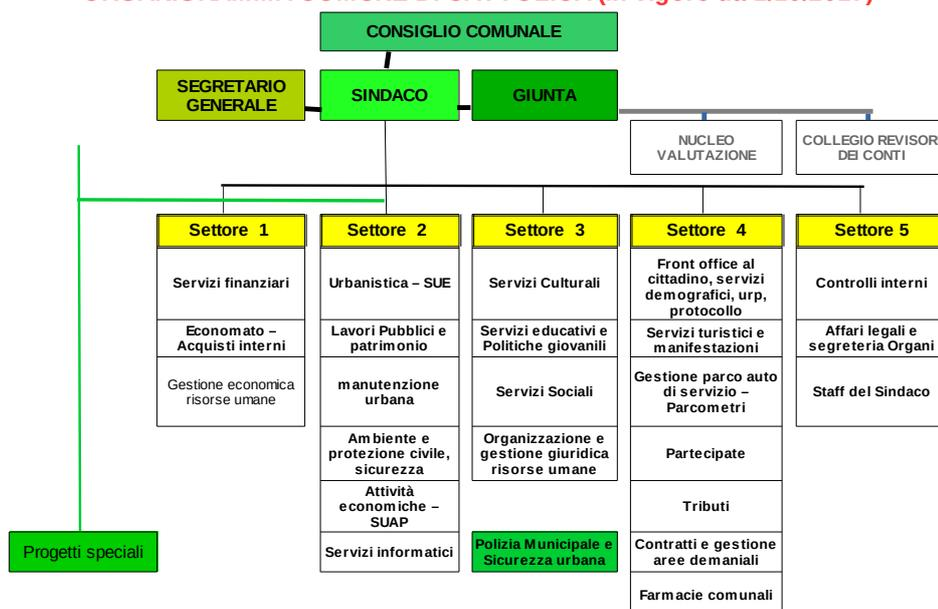 CONSIGLIO COMUNALE
SEGRETARIO
GENERALE
SINDACO
GIUNTA
NUCLEO
VALUTAZIONE
COLLEGIO REVISOR
DEI CONTI
Settore 1
Servizi finanziari
Economato –
Acquisti interni
Gestione economica
risorse umane
Settore 2
Urbanistica – SUE
Lavori Pubblici e
patrimonio
manutenzione
urbana
Ambiente e
protezione civile,
sicurezza
Attività
economiche –
SUAP
Servizi informatici
Settore 3
Servizi Culturali
Servizi educativi e
Politiche giovanili
Servizi Sociali
Organizzazione e
gestione giuridica
risorse umane
Polizia Municipale e
Sicurezza urbana
Settore 4
Front office al
cittadino, servizi
demografici, urp,
protocollo
Servizi turistici e
manifestazioni
Gestione parco auto
di servizio –
Parcometri
Partecipate
Tributi
Contratti e gestione
aree demaniali
Farmacie comunali
Settore 5
Controlli interni
Affari legali e
segreteria Organi
Staff del Sindaco
Progetti speciali